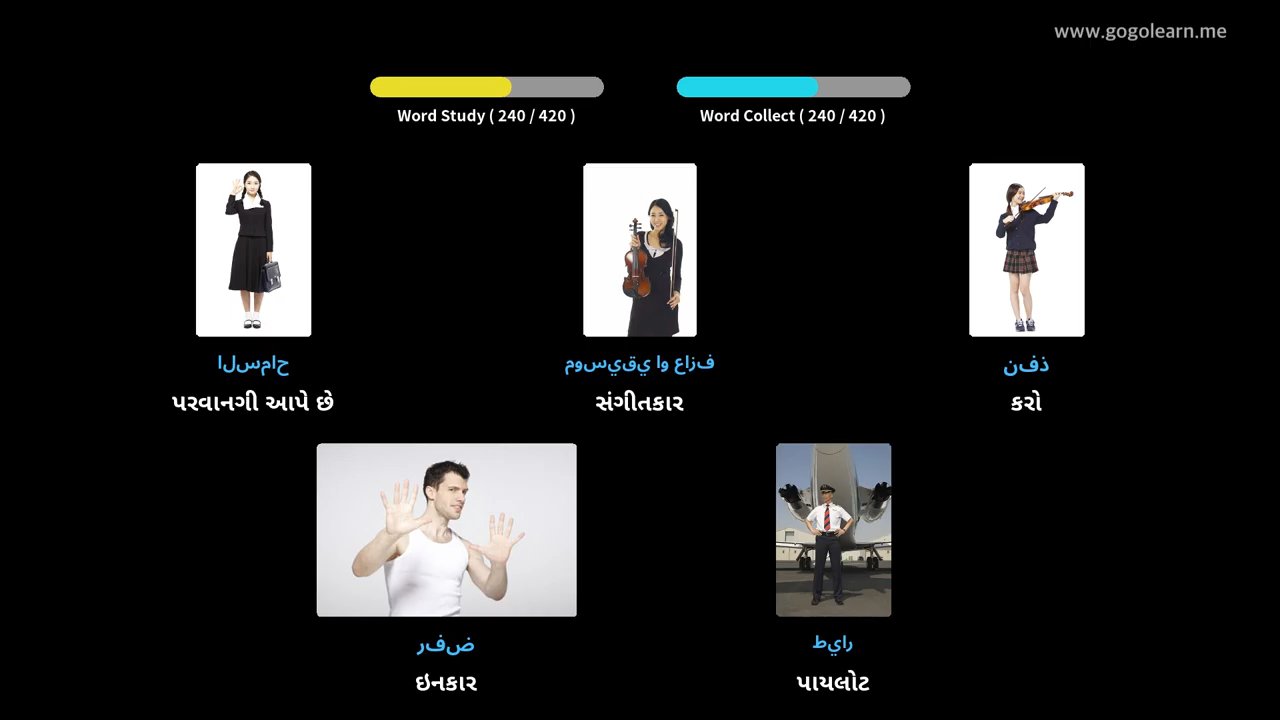 www.gogolearn.me
Word Study ( 240 / 420 )
Word Collect ( 240 / 420 )
السماح
موسيقي او عازف
نفذ
પરવાનગી આપે છે
સંગીતકાર
કરો
رفض
طيار
ઇનકાર
પાયલોટ